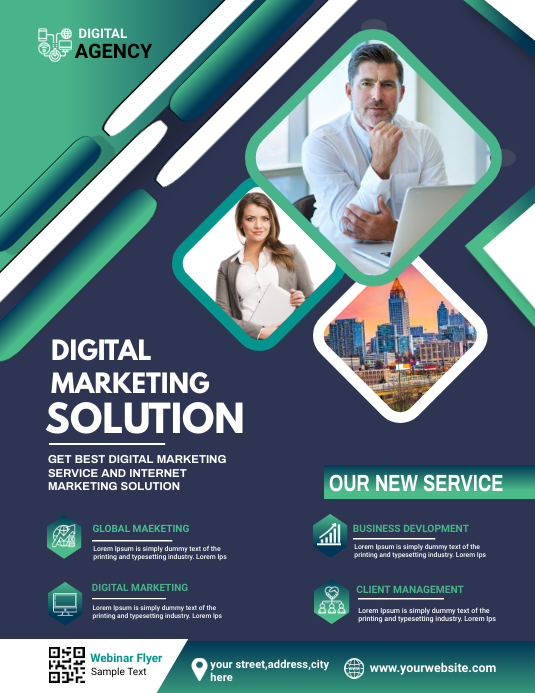 DIGITAL
AGENCY
DIGITAL
MARKETING
SOLUTION
GET BEST DIGITAL MARKETING
SERVICE AND INTERNET
MARKETING SOLUTION
OUR NEW SERVICE
GLOBAL MAEKETING
Lorem Ipsum is simply dummy text of the
printing and typesetting industry. Lorem Ips
BUSINESS DEVLOPMENT
Lorem Ipsum is simply dummy text of the
printing and typesetting industry. Lorem Ips
DIGITAL MARKETING
Lorem Ipsum is simply dummy text of the
printing and typesetting industry. Lorem Ips
CLIENT MANAGEMENT
Lorem Ipsum is simply dummy text of the
printing and typesetting industry. Lorem Ips
Webinar Flyer
Sample Text
your street,address,city
here
www.yourwebsite.com